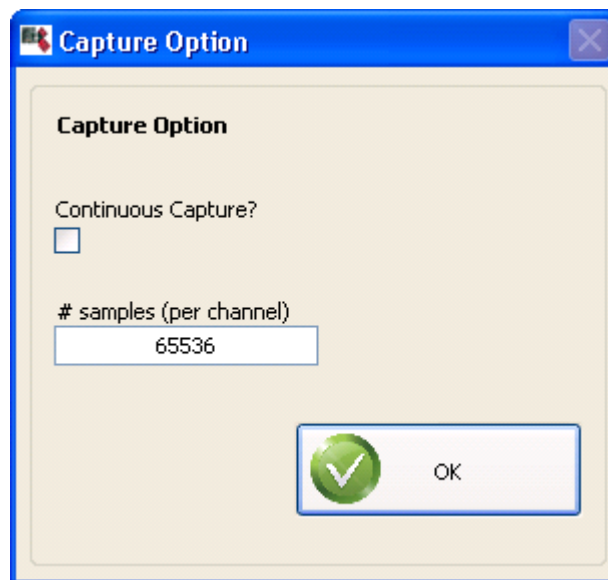 Capture Option
Capture Option
Continuous Capture?
# samples (per channel)
65536
OK